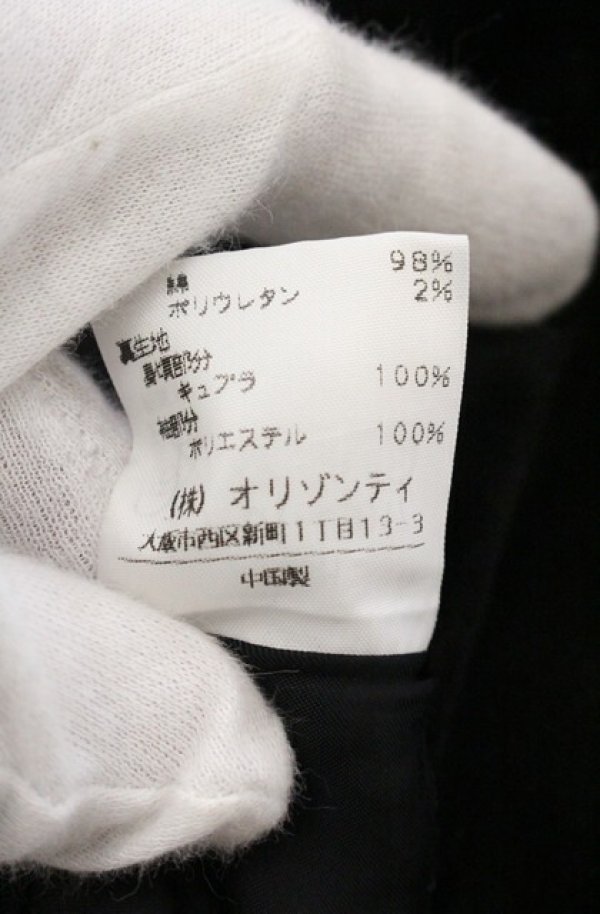 綿 98%
ポリウレタン 2%
裏生地
身頃裏部分
キュプラ 100%
袖部分
ポリエステル 100%
(株) オリゾンティ
大阪市西区新町1丁目13-3
中国製